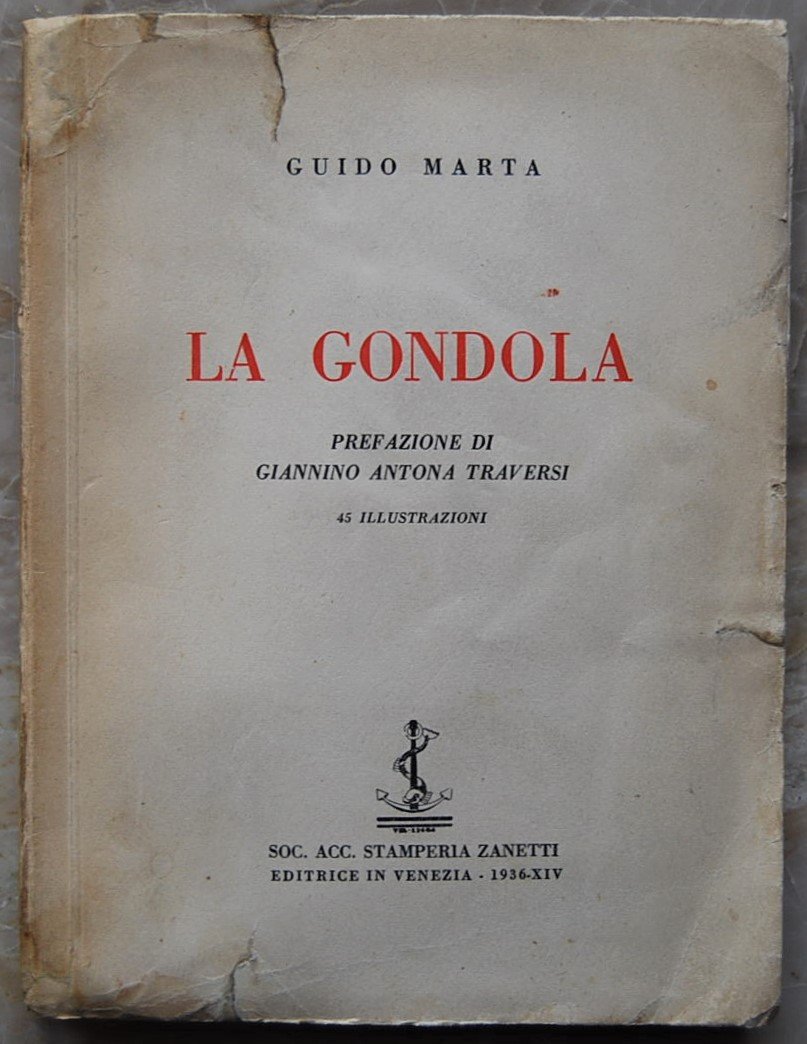 GUIDO MARTA
LA GONDOLA
PREFAZIONE DI
GIANNINO ANTONA TRAVERSI
45 ILLUSTRAZIONI
SOC. ACC. STAMPERIA ZANETTI
EDITRICE IN VENEZIA - 1936-XIV